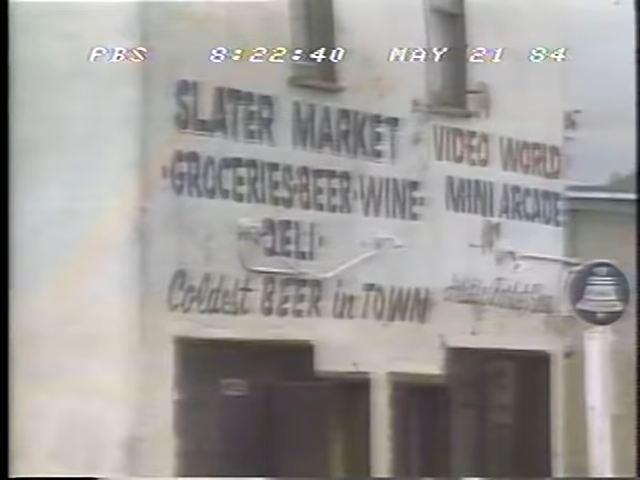 PBS 8:22:40 MAY 21 84
SLATER MARKET
·GROCERIES·BEER·WINE·
·DELI·
Coldest BEER in TOWN
VIDEO WORLD
MINI ARCADE